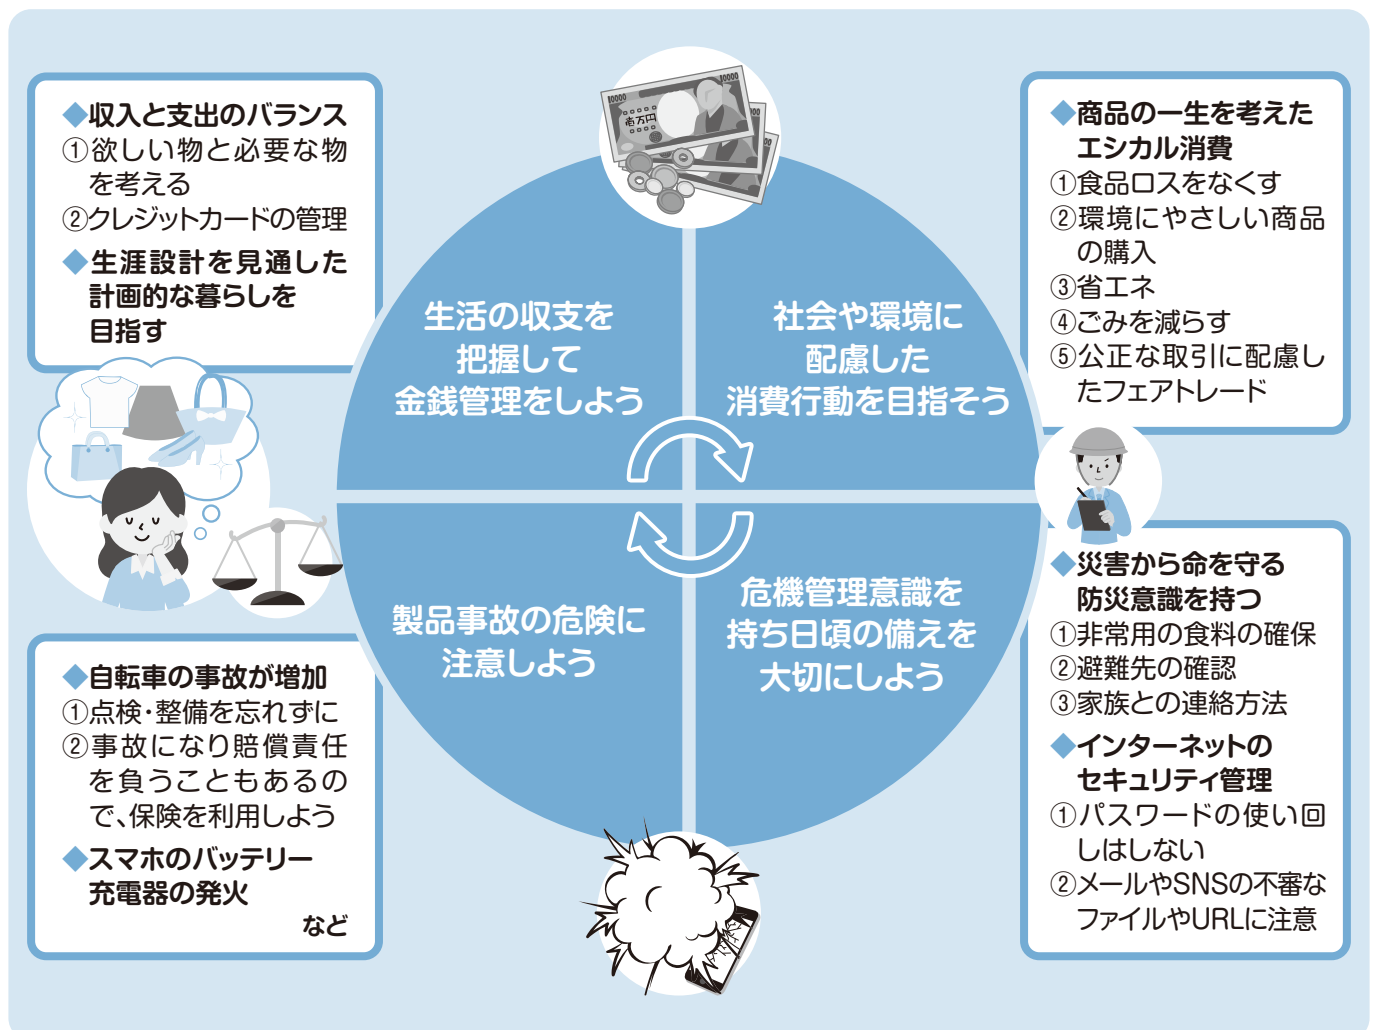 ◆収入と支出のバランス
①欲しい物と必要な物
を考える
②クレジットカードの管理
◆生涯設計を見通した
計画的な暮らしを
目指す
10000
10000
壱万円
生活の収支を
把握して
金銭管理をしよう
社会や環境に
配慮した
消費行動を目指そう
◆商品の一生を考えた
エシカル消費
①食品ロスをなくす
②環境にやさしい商品
の購入
③省エネ
④ごみを減らす
⑤公正な取引に配慮し
たフェアトレード
製品事故の危険に
注意しよう
危機管理意識を
持ち日頃の備えを
大切にしよう
◆自転車の事故が増加
①点検・整備を忘れずに
②事故になり賠償責任
を負うこともあるの
で、保険を利用しよう
◆スマホのバッテリー
充電器の発火
など
◆災害から命を守る
防災意識を持つ
①非常用の食料の確保
②避難先の確認
③家族との連絡方法
◆インターネットの
セキュリティ管理
①パスワードの使い回
しはしない
②メールやSNSの不審な
ファイルやURLに注意